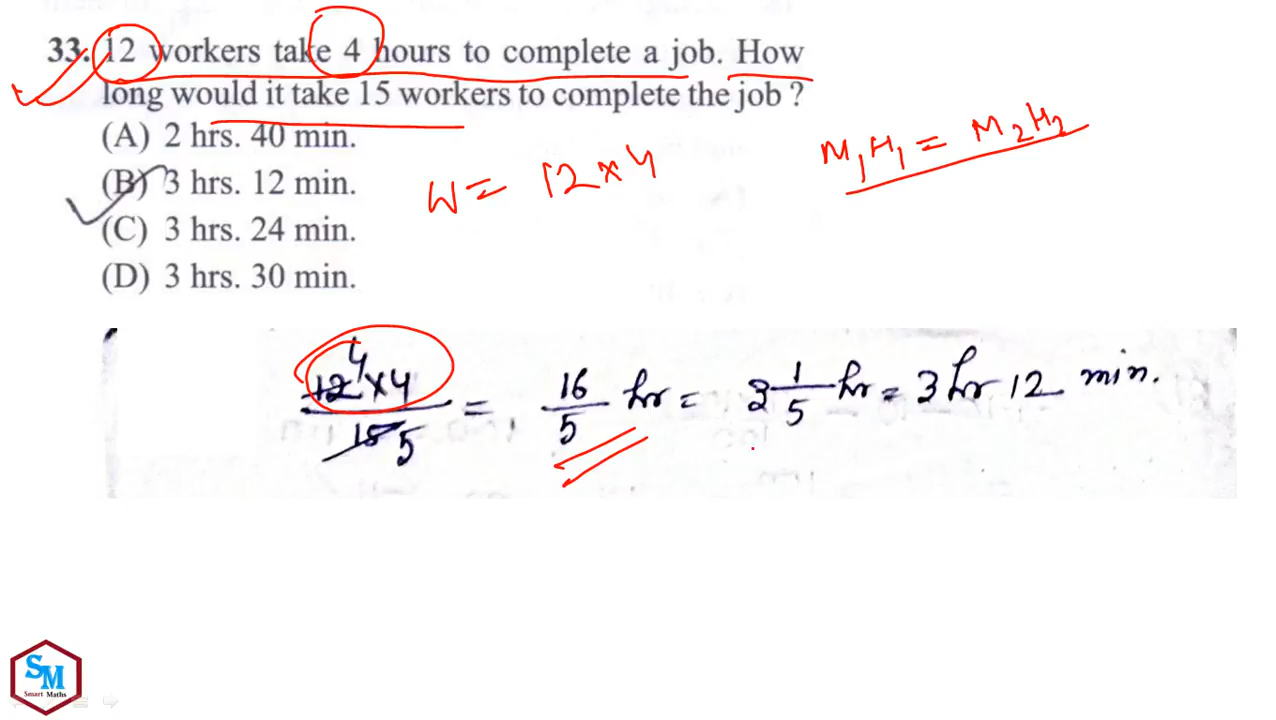 33. 12 workers take 4 hours to complete a job. How
long would it take 15 workers to complete the job ?
(A) 2 hrs. 40 min.
(B) 3 hrs. 12 min.
(C) 3 hrs. 24 min.
(D) 3 hrs. 30 min.
W = 12 × 4
M₁H₁ = M₂H₂
4
12 × 4 / 15 5 = 16/5 hr = 3 1/5 hr = 3 hr 12 min.
SM
Smart Maths